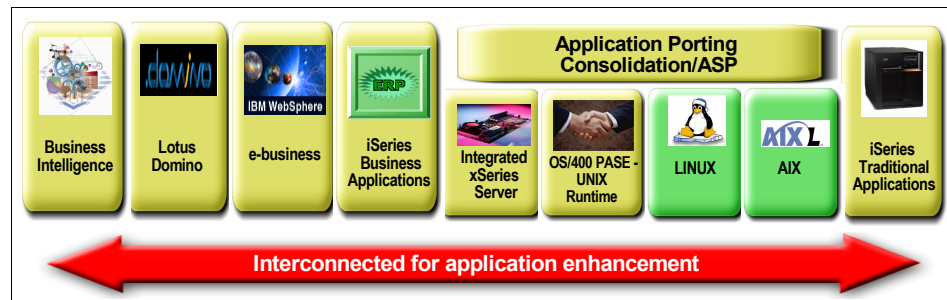 Business
Intelligence
.domino
Lotus
Domino
IBM WebSphere
e-business
ERP
iSeries
Business
Applications
Application Porting
Consolidation/ASP
Integrated
xSeries
Server
OS/400 PASE -
UNIX
Runtime
LINUX
AIX L
AIX
iSeries
Traditional
Applications
Interconnected for application enhancement